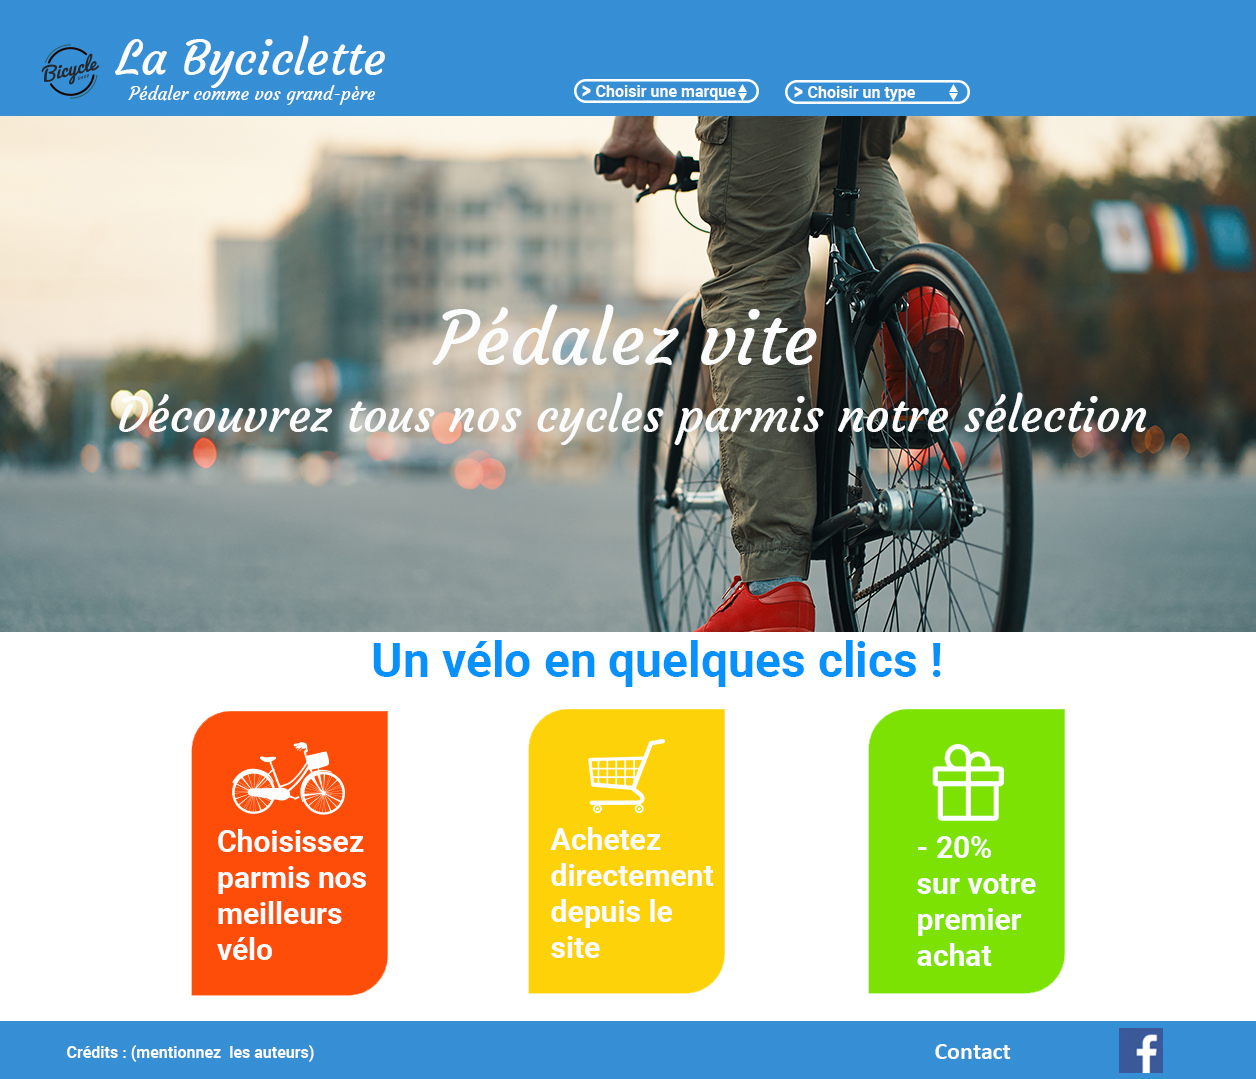 Bicycle
La Byciclette
Pédaler comme vos grand-père
> Choisir une marque
> Choisir un type
Pédalez vite
Découvrez tous nos cycles parmis notre sélection
Un vélo en quelques clics !
Choisissez
parmis nos
meilleurs
vélo
Achetez
directement
depuis le
site
- 20%
sur votre
premier
achat
Crédits : (mentionnez  les auteurs)
Contact
f